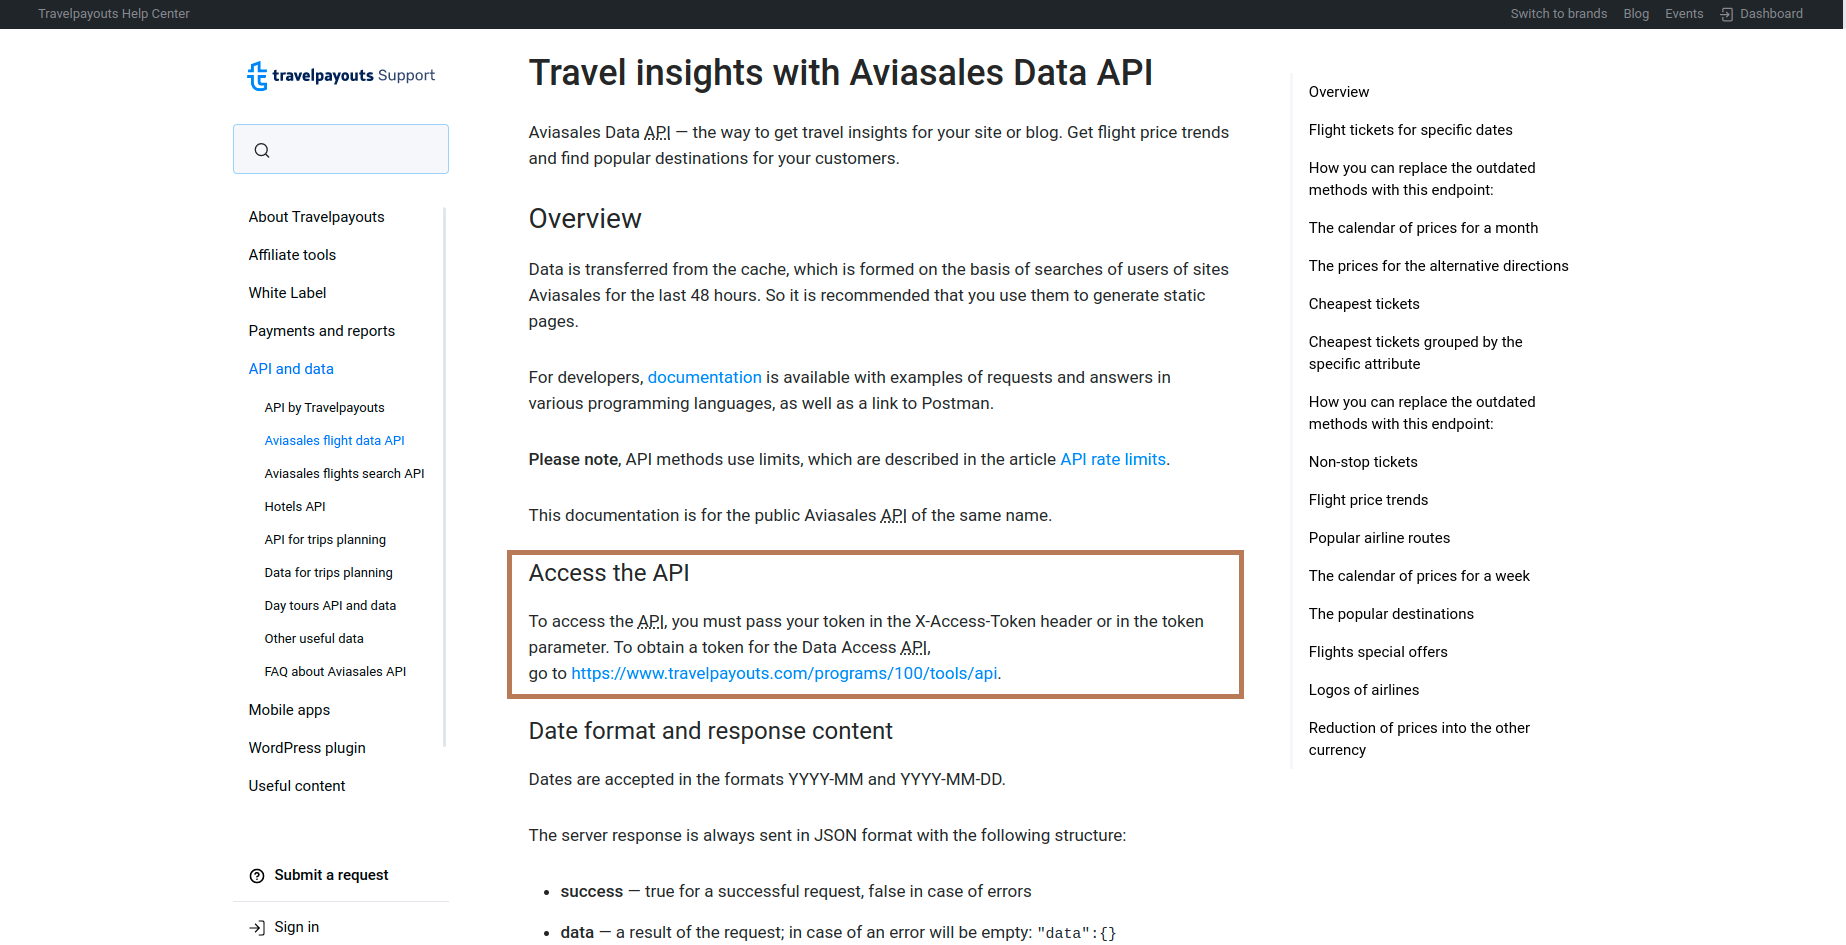 Travelpayouts Help Center
Switch to brands Blog Events Dashboard
travelpayouts Support
About Travelpayouts
Affiliate tools
White Label
Payments and reports
API and data
API by Travelpayouts
Aviasales flight data API
Aviasales flights search API
Hotels API
API for trips planning
Data for trips planning
Day tours API and data
Other useful data
FAQ about Aviasales API
Mobile apps
WordPress plugin
Useful content
Submit a request
Sign in
Travel insights with Aviasales Data API
Aviasales Data API — the way to get travel insights for your site or blog. Get flight price trends
and find popular destinations for your customers.
Overview
Data is transferred from the cache, which is formed on the basis of searches of users of sites
Aviasales for the last 48 hours. So it is recommended that you use them to generate static
pages.
For developers, documentation is available with examples of requests and answers in
various programming languages, as well as a link to Postman.
Please note, API methods use limits, which are described in the article API rate limits.
This documentation is for the public Aviasales API of the same name.
Access the API
To access the API, you must pass your token in the X-Access-Token header or in the token
parameter. To obtain a token for the Data Access API,
go to https://www.travelpayouts.com/programs/100/tools/api.
Date format and response content
Dates are accepted in the formats YYYY-MM and YYYY-MM-DD.
The server response is always sent in JSON format with the following structure:
• success — true for a successful request, false in case of errors
• data — a result of the request; in case of an error will be empty: "data":{}
Overview
Flight tickets for specific dates
How you can replace the outdated
methods with this endpoint:
The calendar of prices for a month
The prices for the alternative directions
Cheapest tickets
Cheapest tickets grouped by the
specific attribute
How you can replace the outdated
methods with this endpoint:
Non-stop tickets
Flight price trends
Popular airline routes
The calendar of prices for a week
The popular destinations
Flights special offers
Logos of airlines
Reduction of prices into the other
currency